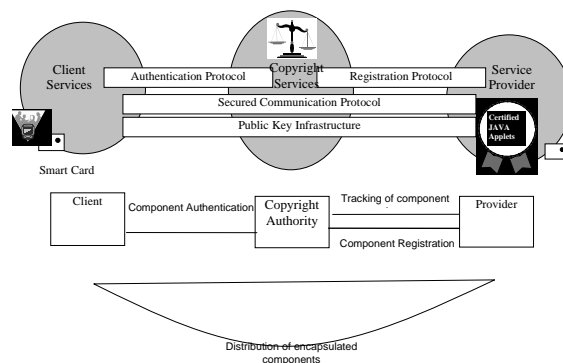 Client
Services
Copyright
Services
Service
Provider
Authentication Protocol
Registration Protocol
Secured Communication Protocol
Public Key Infrastructure
Certified
JAVA
Applets
Smart Card
Client
Component Authentication
Copyright
Authority
Tracking of component
Component Registration
Provider
Distribution of encapsulated
components